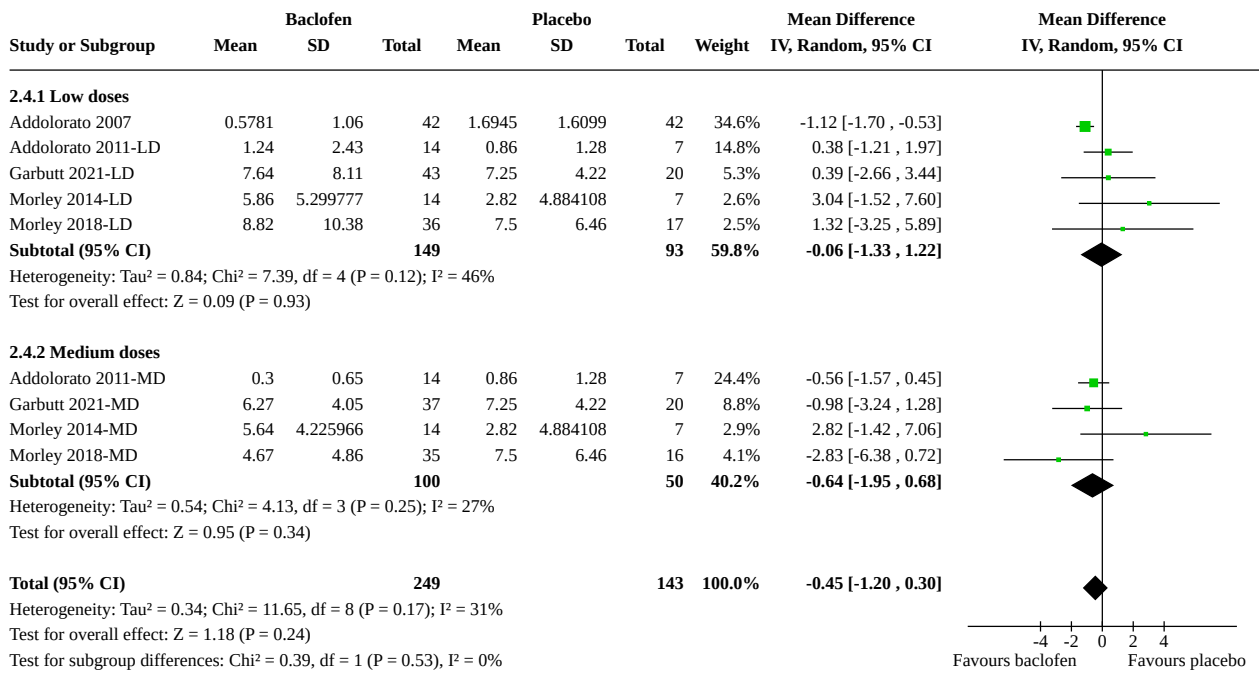 Baclofen Placebo Mean Difference Mean Difference
Study or Subgroup Mean SD Total Mean SD Total Weight IV, Random, 95% CI IV, Random, 95% CI
2.4.1 Low doses
Addolorato 2007 0.5781 1.06 42 1.6945 1.6099 42 34.6% -1.12 [-1.70 , -0.53]
Addolorato 2011-LD 1.24 2.43 14 0.86 1.28 7 14.8% 0.38 [-1.21 , 1.97]
Garbutt 2021-LD 7.64 8.11 43 7.25 4.22 20 5.3% 0.39 [-2.66 , 3.44]
Morley 2014-LD 5.86 5.299777 14 2.82 4.884108 7 2.6% 3.04 [-1.52 , 7.60]
Morley 2018-LD 8.82 10.38 36 7.5 6.46 17 2.5% 1.32 [-3.25 , 5.89]
Subtotal (95% CI) 149 93 59.8% -0.06 [-1.33 , 1.22]
Heterogeneity: Tau² = 0.84; Chi² = 7.39, df = 4 (P = 0.12); I² = 46%
Test for overall effect: Z = 0.09 (P = 0.93)
2.4.2 Medium doses
Addolorato 2011-MD 0.3 0.65 14 0.86 1.28 7 24.4% -0.56 [-1.57 , 0.45]
Garbutt 2021-MD 6.27 4.05 37 7.25 4.22 20 8.8% -0.98 [-3.24 , 1.28]
Morley 2014-MD 5.64 4.225966 14 2.82 4.884108 7 2.9% 2.82 [-1.42 , 7.06]
Morley 2018-MD 4.67 4.86 35 7.5 6.46 16 4.1% -2.83 [-6.38 , 0.72]
Subtotal (95% CI) 100 50 40.2% -0.64 [-1.95 , 0.68]
Heterogeneity: Tau² = 0.54; Chi² = 4.13, df = 3 (P = 0.25); I² = 27%
Test for overall effect: Z = 0.95 (P = 0.34)
Total (95% CI) 249 143 100.0% -0.45 [-1.20 , 0.30]
Heterogeneity: Tau² = 0.34; Chi² = 11.65, df = 8 (P = 0.17); I² = 31%
Test for overall effect: Z = 1.18 (P = 0.24)
-4 -2 0 2 4
Test for subgroup differences: Chi² = 0.39, df = 1 (P = 0.53), I² = 0%
Favours baclofen Favours placebo